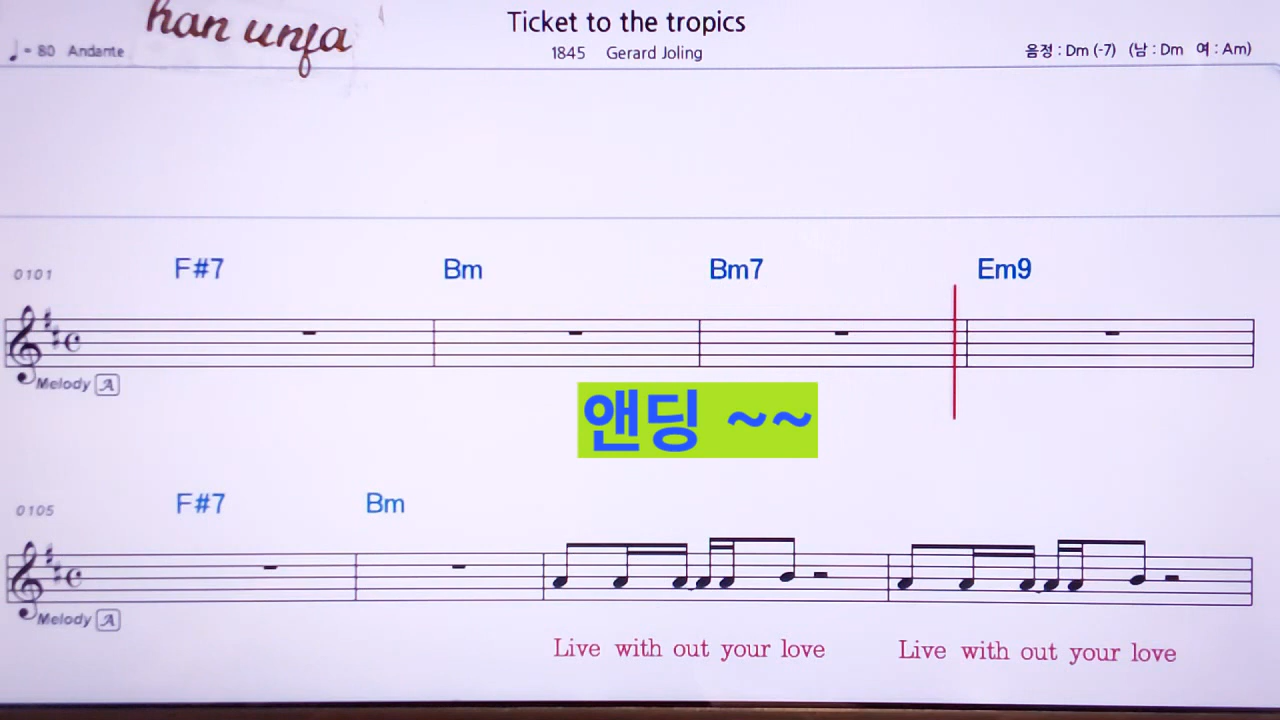 han unfa
Ticket to the tropics
♩= 80 Andante
1845 Gerard Joling
음정 : Dm (-7) (남 : Dm 여 : Am)
0101 F#7 Bm Bm7 Em9
Melody A
앤딩 ~~
0105 F#7 Bm
Melody A
Live with out your love Live with out your love